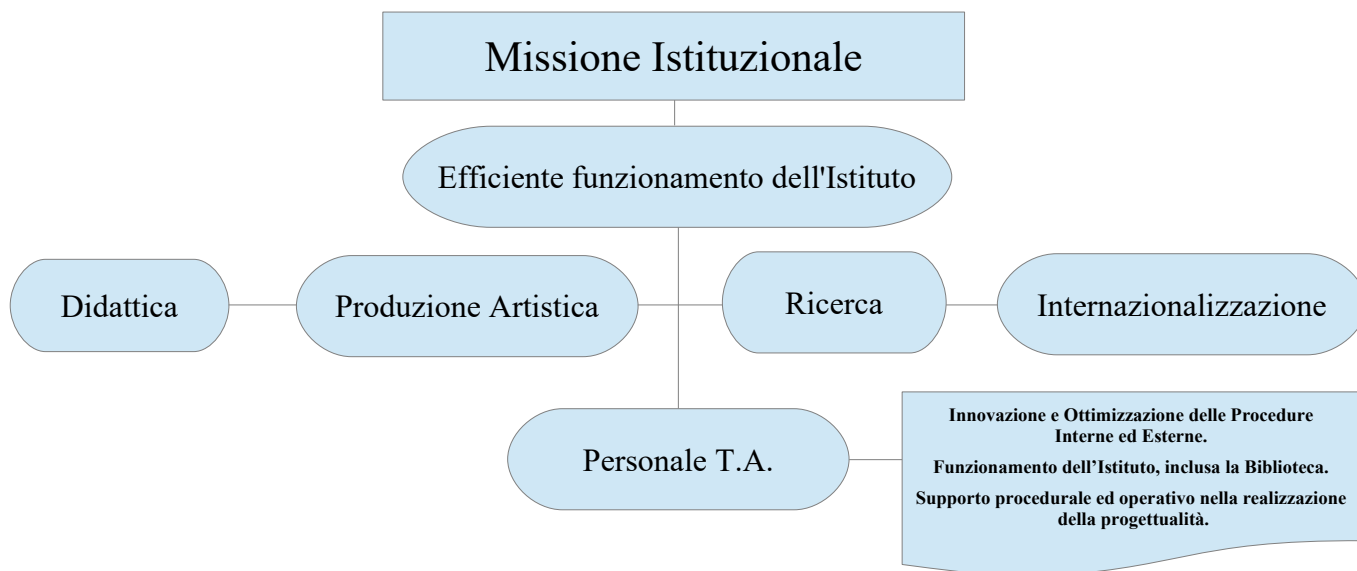 Missione Istituzionale
Efficiente funzionamento dell'Istituto
Didattica
Produzione Artistica
Ricerca
Internazionalizzazione
Personale T.A.
Innovazione e Ottimizzazione delle Procedure
Interne ed Esterne.
Funzionamento dell’Istituto, inclusa la Biblioteca.
Supporto procedurale ed operativo nella realizzazione
della progettualità.